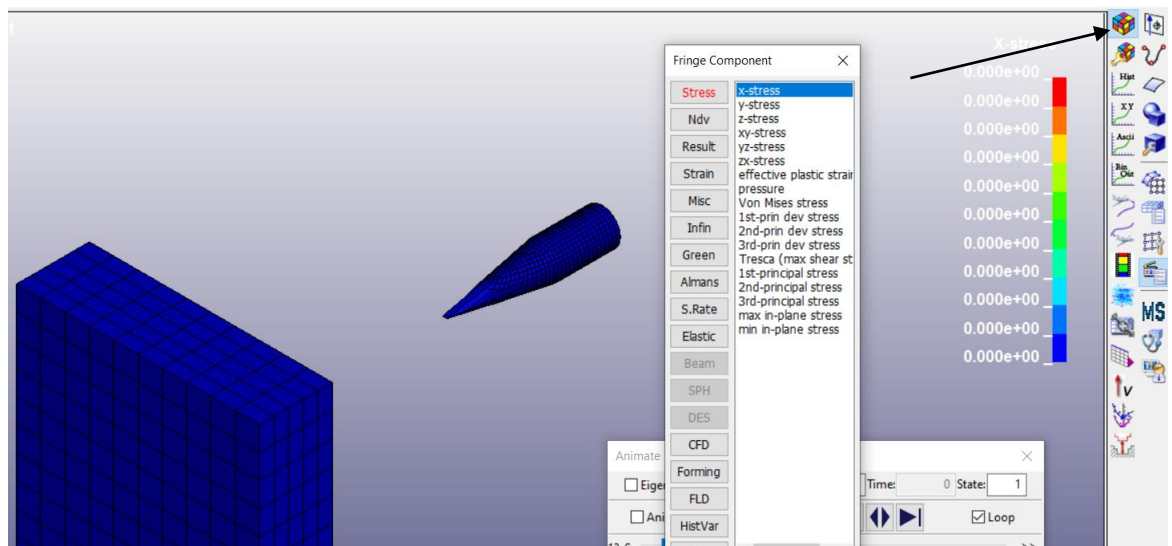 Fringe Component
Stress
Ndv
Result
Strain
Misc
Infin
Green
Almans
S.Rate
Elastic
Beam
SPH
DES
CFD
Forming
FLD
HistVar
x-stress
y-stress
z-stress
xy-stress
yz-stress
zx-stress
effective plastic strai
pressure
Von Mises stress
1st-prin dev stress
2nd-prin dev stress
3rd-prin dev stress
Tresca (max shear st
1st-principal stress
2nd-principal stress
3rd-principal stress
max in-plane stress
min in-plane stress
X-stress
0.000e+00
0.000e+00
0.000e+00
0.000e+00
0.000e+00
0.000e+00
0.000e+00
0.000e+00
0.000e+00
0.000e+00
0.000e+00
Hist
XY
Ascii
Bin
Out
MS
V
Animate
Eige
Time: 0 State: 1
Ani
Loop